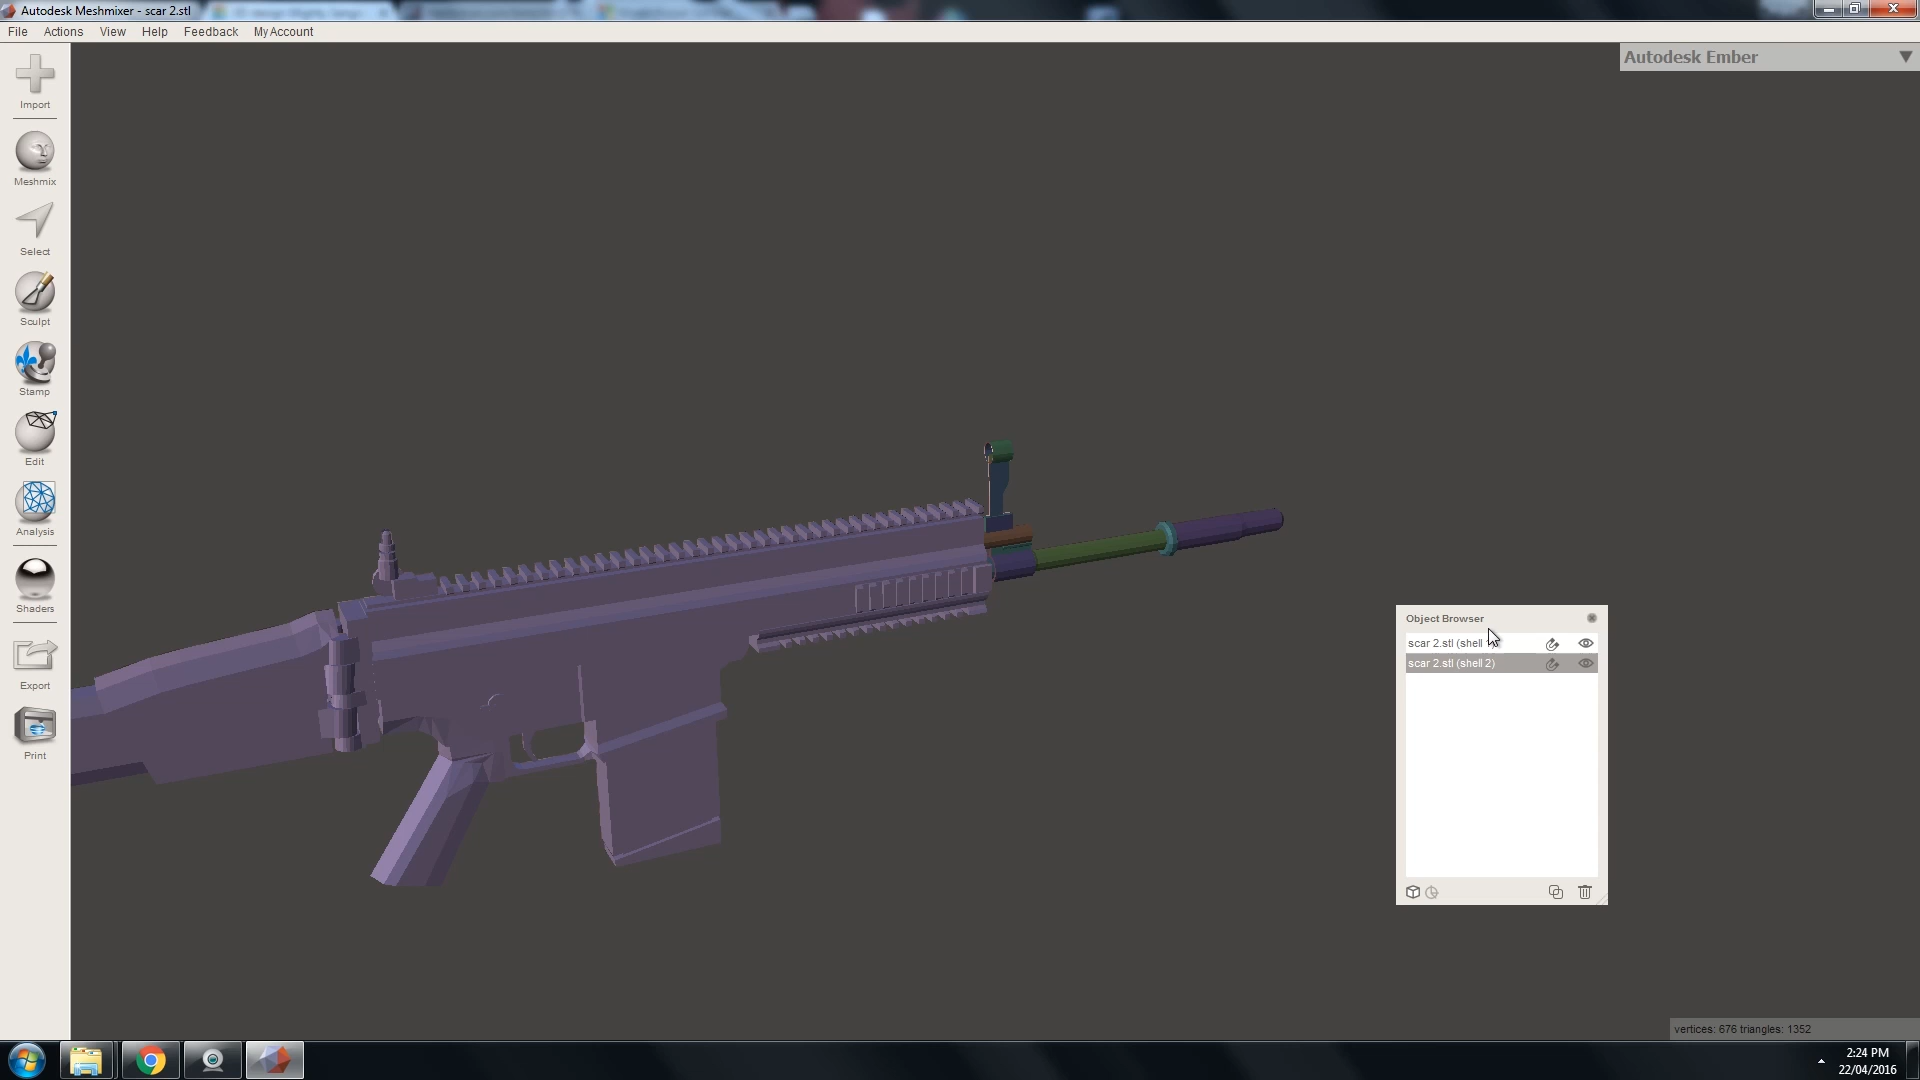 Autodesk Meshmixer - scar 2.stl
File Actions View Help Feedback My Account
Autodesk Ember
Import
Meshmix
Select
Sculpt
Stamp
Edit
Analysis
Shaders
Export
Print
Object Browser
scar 2.stl (shell
scar 2.stl (shell 2)
vertices: 676 triangles: 1352
2:24 PM
22/04/2016